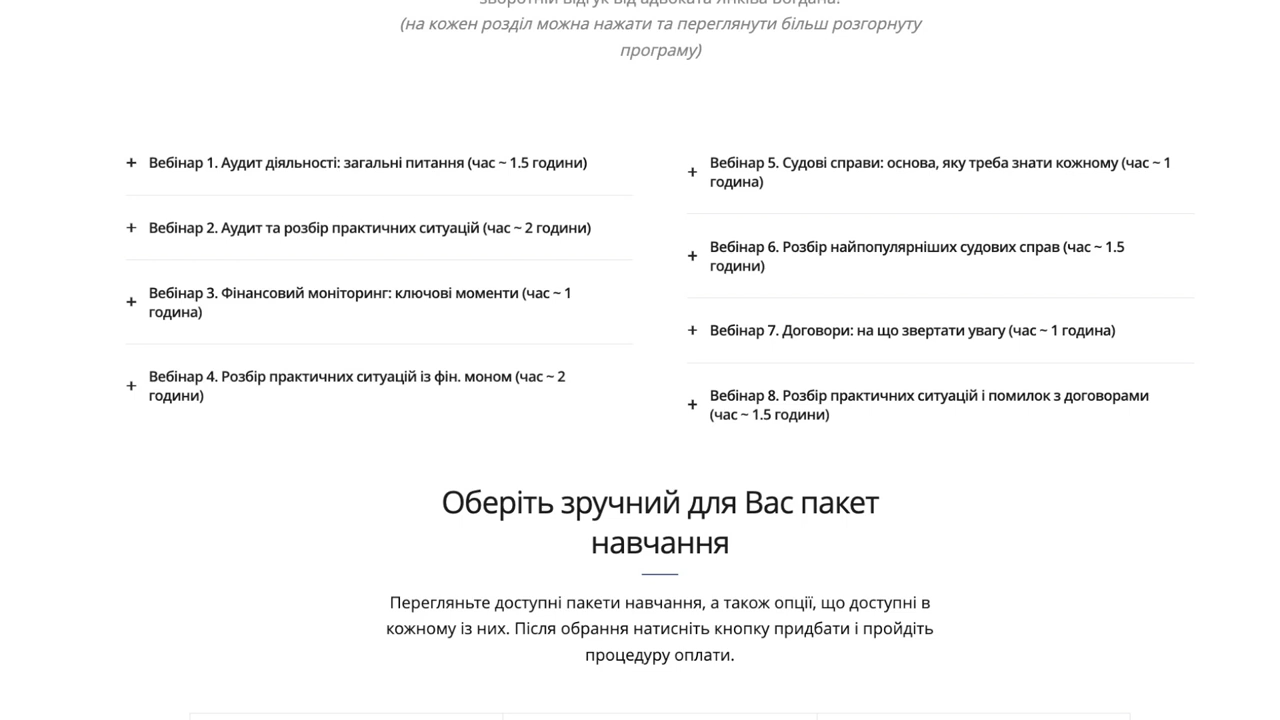 зворотній відгук від адвоката Янківа Богдана.
(на кожен розділ можна нажати та переглянути більш розгорнуту
програму)
+ Вебінар 1. Аудит діяльності: загальні питання (час ~ 1.5 години)
+ Вебінар 2. Аудит та розбір практичних ситуацій (час ~ 2 години)
+ Вебінар 3. Фінансовий моніторинг: ключові моменти (час ~ 1
година)
+ Вебінар 4. Розбір практичних ситуацій із фін. моном (час ~ 2
години)
+ Вебінар 5. Судові справи: основа, яку треба знати кожному (час ~ 1
година)
+ Вебінар 6. Розбір найпопулярніших судових справ (час ~ 1.5
години)
+ Вебінар 7. Договори: на що звертати увагу (час ~ 1 година)
+ Вебінар 8. Розбір практичних ситуацій і помилок з договорами
(час ~ 1.5 години)
Оберіть зручний для Вас пакет
навчання
Перегляньте доступні пакети навчання, а також опції, що доступні в
кожному із них. Після обрання натисніть кнопку придбати і пройдіть
процедуру оплати.